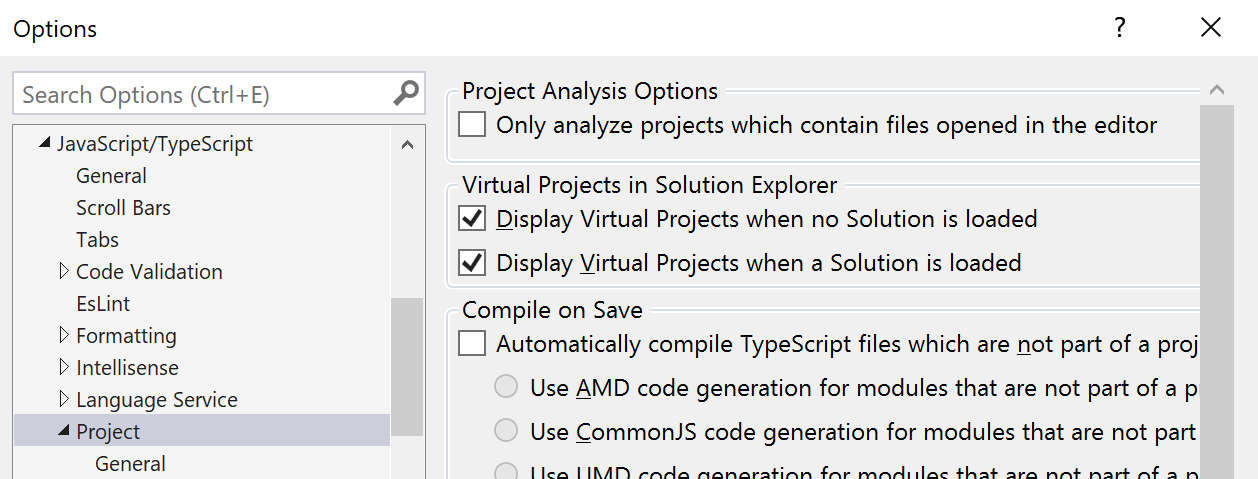 Options
?
Search Options (Ctrl+E)
JavaScript/TypeScript
General
Scroll Bars
Tabs
Code Validation
EsLint
Formatting
Intellisense
Language Service
Project
General
Project Analysis Options
Only analyze projects which contain files opened in the editor
Virtual Projects in Solution Explorer
Display Virtual Projects when no Solution is loaded
Display Virtual Projects when a Solution is loaded
Compile on Save
Automatically compile TypeScript files which are not part of a proj
Use AMD code generation for modules that are not part of a p
Use CommonJS code generation for modules that are not part
Use UMD code generation for modules that are not part of a p